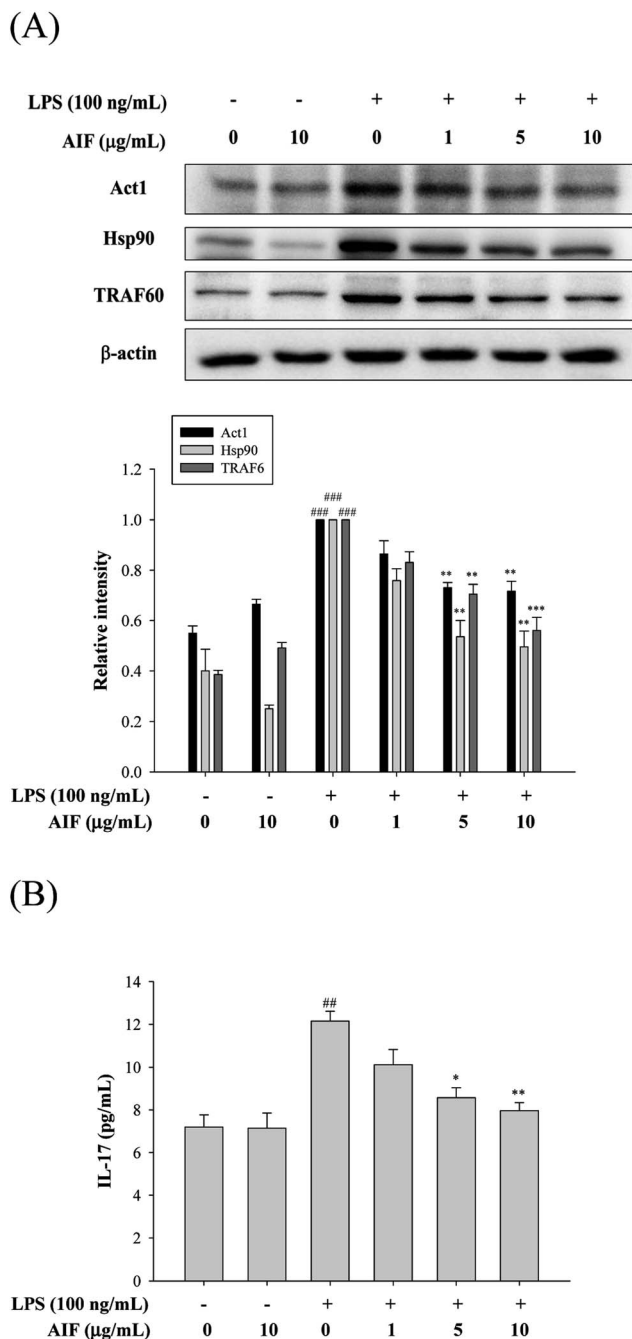 (A)
LPS (100 ng/mL) - - + + + +
AIF (μg/mL) 0 10 0 1 5 10
Act1
Hsp90
TRAF60
β-actin
Act1
Hsp90
TRAF6
1.2
###
### ###
1.0
0.8
** ** **
** ** ***
0.6
0.4
0.2
0.0
Relative intensity
LPS (100 ng/mL) - - + + + +
AIF (μg/mL) 0 10 0 1 5 10
(B)
14
##
12
10
*
**
8
6
4
2
0
IL-17 (pg/mL)
LPS (100 ng/mL) - - + + + +
AIF (μg/mL) 0 10 0 1 5 10